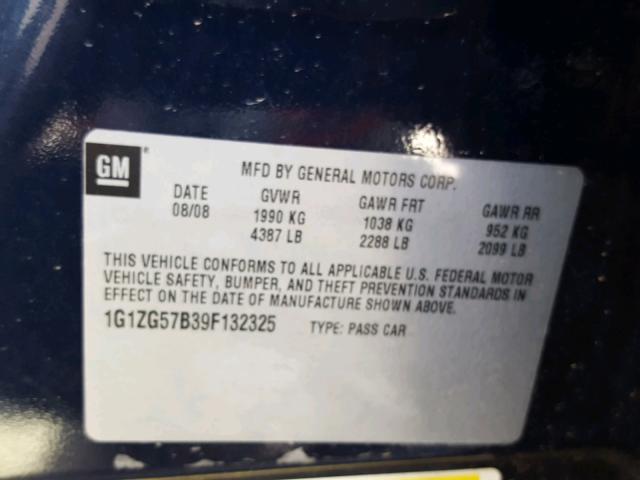 GM ®
MFD BY GENERAL MOTORS CORP.
DATE GVWR GAWR FRT GAWR RR
08/08 1990 KG 1038 KG 952 KG
4387 LB 2288 LB 2099 LB
THIS VEHICLE CONFORMS TO ALL APPLICABLE U.S. FEDERAL MOTOR
VEHICLE SAFETY, BUMPER, AND THEFT PREVENTION STANDARDS IN
EFFECT ON THE DATE OF MANUFACTURE SHOWN ABOVE.
1G1ZG57B39F132325 TYPE: PASS CAR